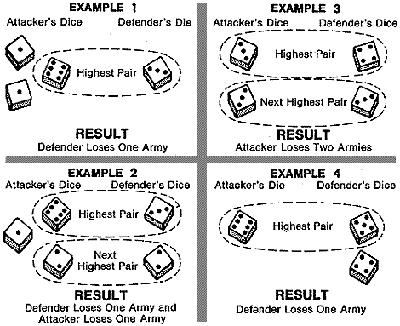 EXAMPLE 1
Attacker's Dice Defender's Die
Highest Pair
RESULT
Defender Loses One Army
EXAMPLE 3
Attacker's Dice Defender's Dice
Highest Pair
Next Highest Pair
RESULT
Attacker Loses Two Armies
EXAMPLE 2
Attacker's Dice Defender's Dice
Highest Pair
Next
Highest Pair
RESULT
Defender Loses One Army and
Attacker Loses One Army
EXAMPLE 4
Attacker's Die Defender's Dice
Highest Pair
RESULT
Defender Loses One Army